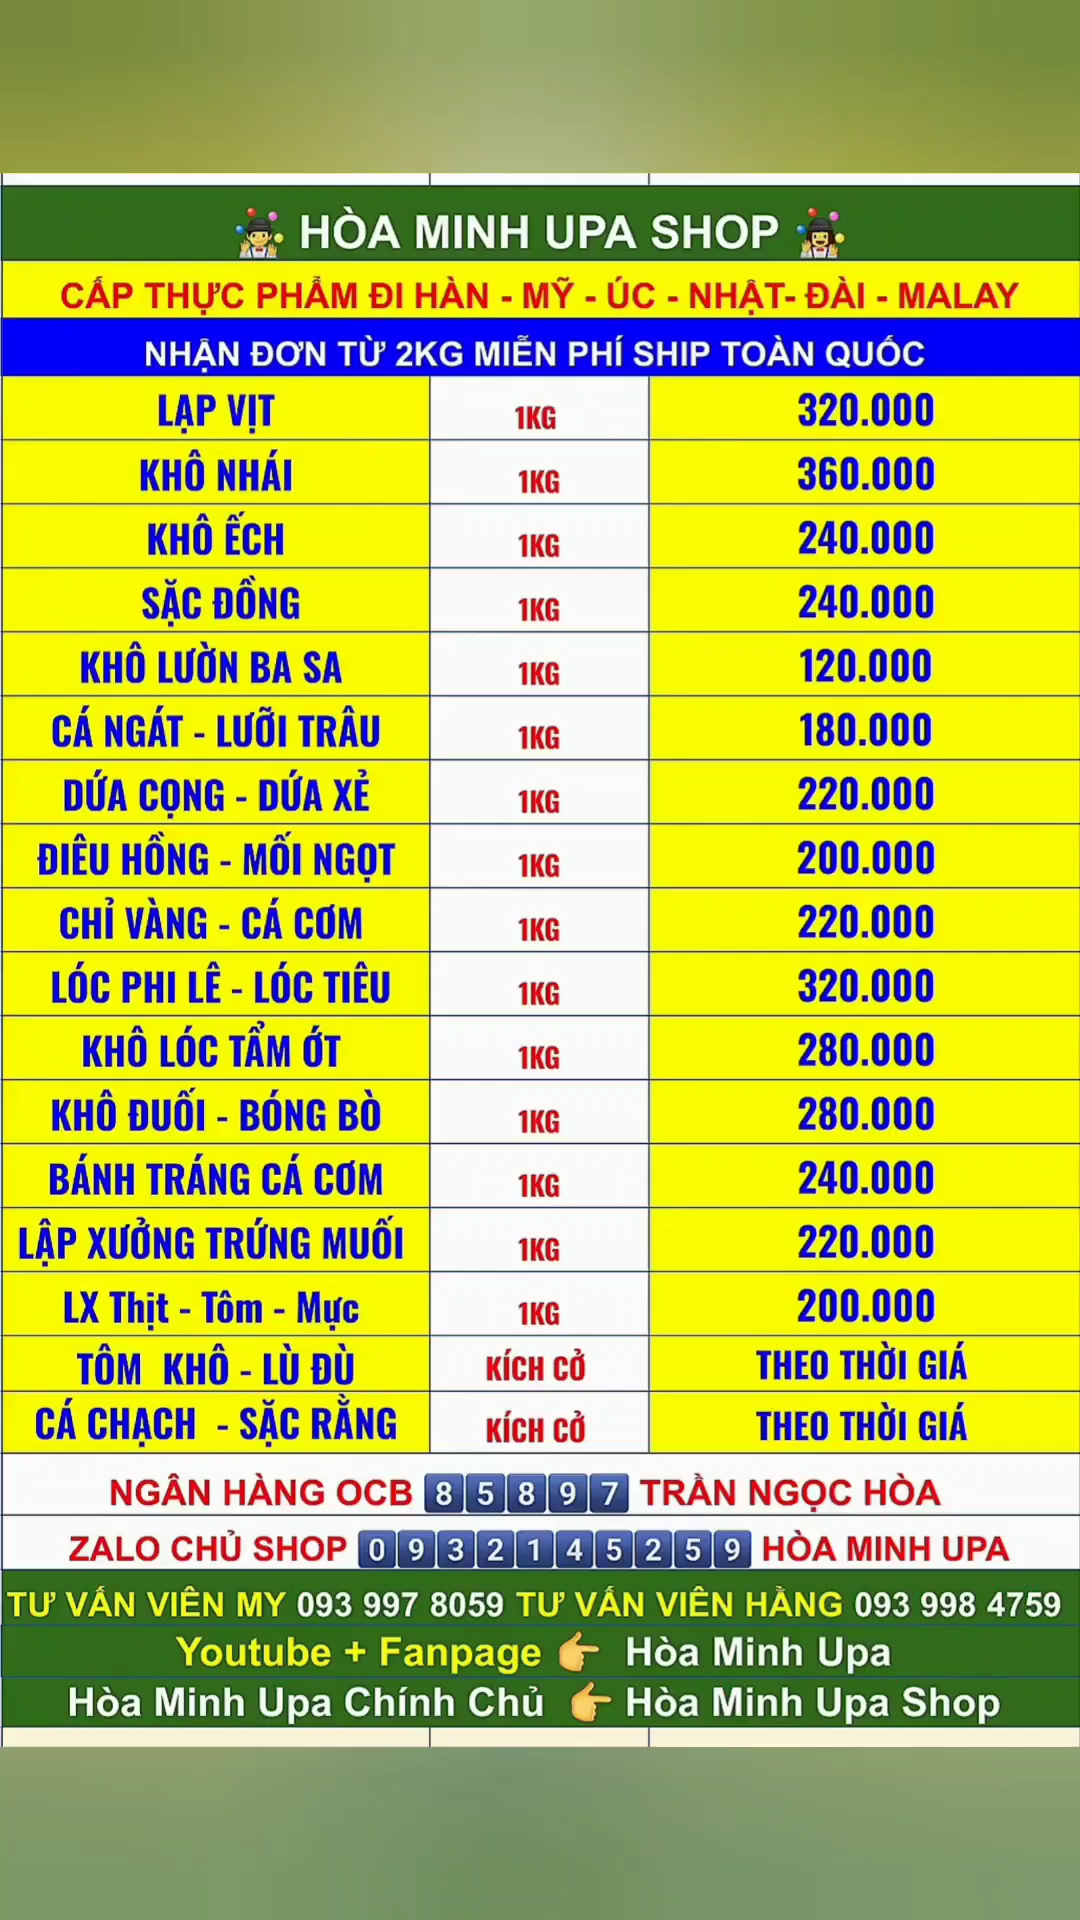 HÒA MINH UPA SHOP
CẤP THỰC PHẨM ĐI HÀN - MỸ - ÚC - NHẬT- ĐÀI - MALAY
NHẬN ĐƠN TỪ 2KG MIỄN PHÍ SHIP TOÀN QUỐC
LẠP VỊT 1KG 320.000
KHÔ NHÁI 1KG 360.000
KHÔ ẾCH 1KG 240.000
SẶC ĐỒNG 1KG 240.000
KHÔ LƯỜN BA SA 1KG 120.000
CÁ NGÁT - LƯỠI TRÂU 1KG 180.000
DỨA CỌNG - DỨA XẺ 1KG 220.000
ĐIÊU HỒNG - MỐI NGỌT 1KG 200.000
CHỈ VÀNG - CÁ CƠM 1KG 220.000
LÓC PHI LÊ - LÓC TIÊU 1KG 320.000
KHÔ LÓC TẨM ỚT 1KG 280.000
KHÔ ĐUỐI - BÓNG BÒ 1KG 280.000
BÁNH TRÁNG CÁ CƠM 1KG 240.000
LẬP XƯỞNG TRỨNG MUỐI 1KG 220.000
LX Thịt - Tôm - Mực 1KG 200.000
TÔM KHÔ - LÙ ĐÙ KÍCH CỞ THEO THỜI GIÁ
CÁ CHẠCH - SẶC RẰNG KÍCH CỞ THEO THỜI GIÁ
NGÂN HÀNG OCB 85897 TRẦN NGỌC HÒA
ZALO CHỦ SHOP 0932145259 HÒA MINH UPA
TƯ VẤN VIÊN MY 093 997 8059 TƯ VẤN VIÊN HẰNG 093 998 4759
Youtube + Fanpage 👉 Hòa Minh Upa
Hòa Minh Upa Chính Chủ 👉 Hòa Minh Upa Shop